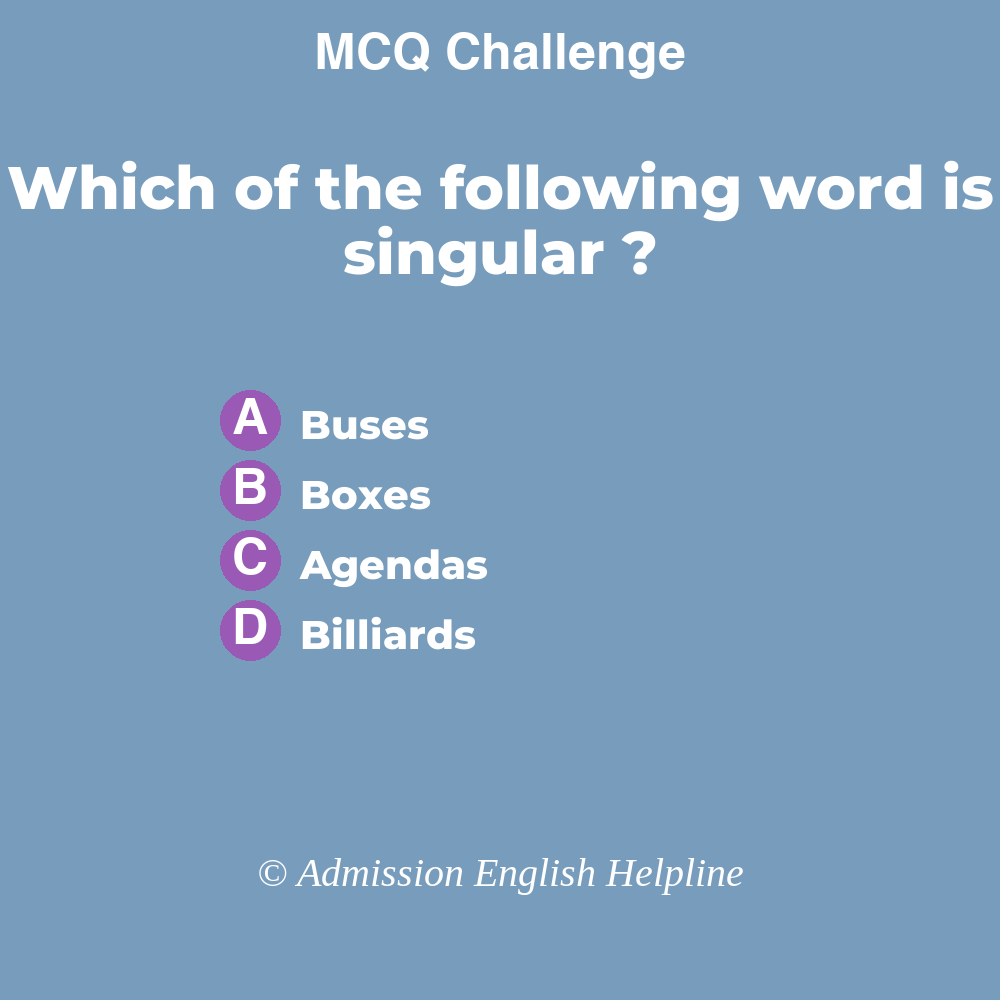 MCQ Challenge
Which of the following word is
singular ?
A Buses
B Boxes
C Agendas
D Billiards
© Admission English Helpline